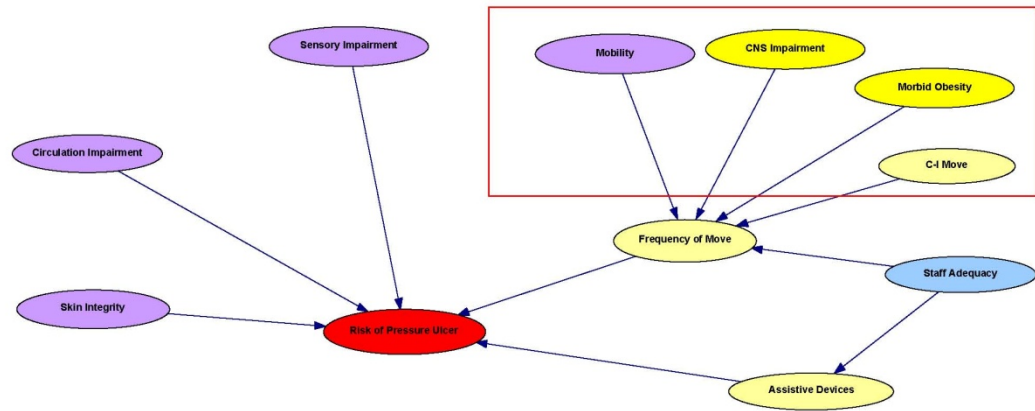 Sensory Impairment
Mobility
CNS Impairment
Morbid Obesity
Circulation Impairment
C-I Move
Frequency of Move
Staff Adequacy
Skin Integrity
Risk of Pressure Ulcer
Assistive Devices